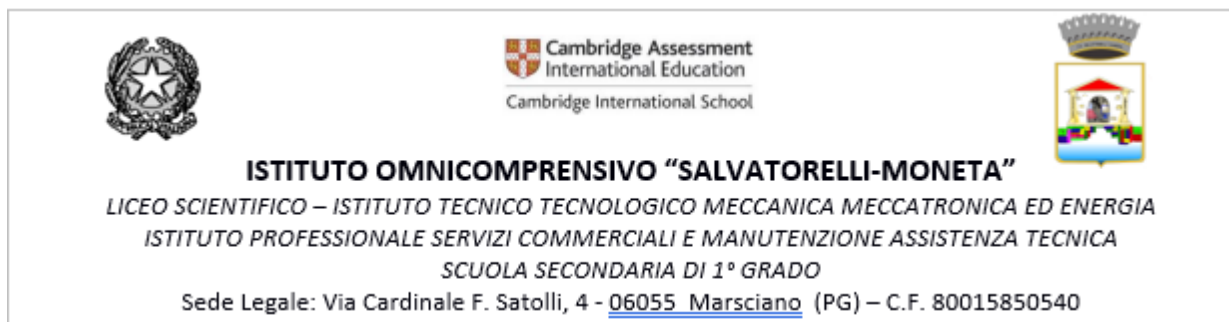 Cambridge Assessment
International Education
Cambridge International School
ISTITUTO OMNICOMPRENSIVO “SALVATORELLI-MONETA”
LICEO SCIENTIFICO – ISTITUTO TECNICO TECNOLOGICO MECCANICA MECCATRONICA ED ENERGIA
ISTITUTO PROFESSIONALE SERVIZI COMMERCIALI E MANUTENZIONE ASSISTENZA TECNICA
SCUOLA SECONDARIA DI 1° GRADO
Sede Legale: Via Cardinale F. Satolli, 4 - 06055 Marsciano (PG) – C.F. 80015850540